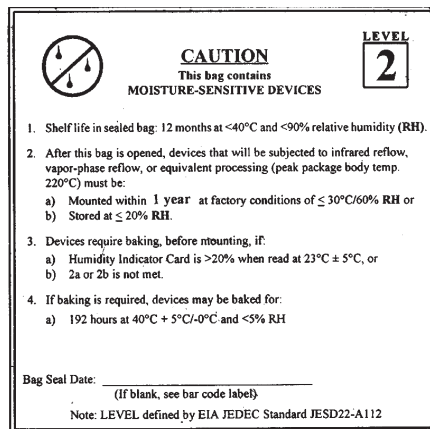 LEVEL
2
CAUTION
This bag contains
MOISTURE-SENSITIVE DEVICES
1. Shelf life in sealed bag: 12 months at <40°C and <90% relative humidity (RH).
2. After this bag is opened, devices that will be subjected to infrared reflow,
vapor-phase reflow, or equivalent processing (peak package body temp.
220°C) must be:
a) Mounted within 1 year at factory conditions of ≤ 30°C/60% RH or
b) Stored at ≤ 20% RH.
3. Devices require baking, before mounting, if:
a) Humidity Indicator Card is >20% when read at 23°C ± 5°C, or
b) 2a or 2b is not met.
4. If baking is required, devices may be baked for:
a) 192 hours at 40°C + 5°C/-0°C and <5% RH
Bag Seal Date:
(If blank, see bar code label)
Note: LEVEL defined by EIA JEDEC Standard JESD22-A112